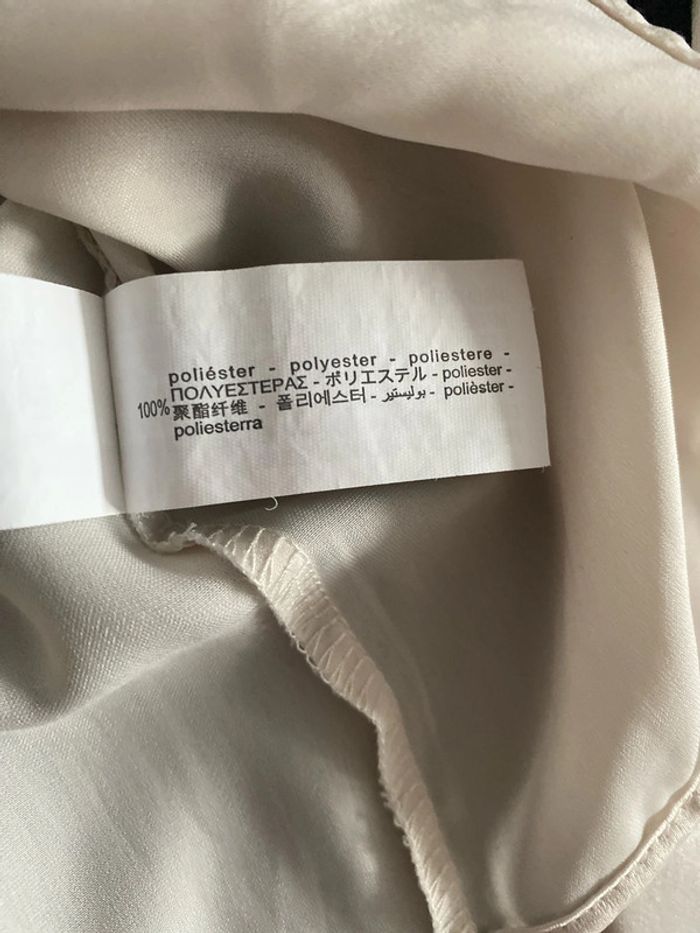 poliéster - polyester - poliestere -
ΠΟΛΥΕΣΤΕΡΑΣ - ポリエステル - poliester -
100% 聚酯纤维 - 폴리에스터 - بوليستير - polièster -
poliesterra